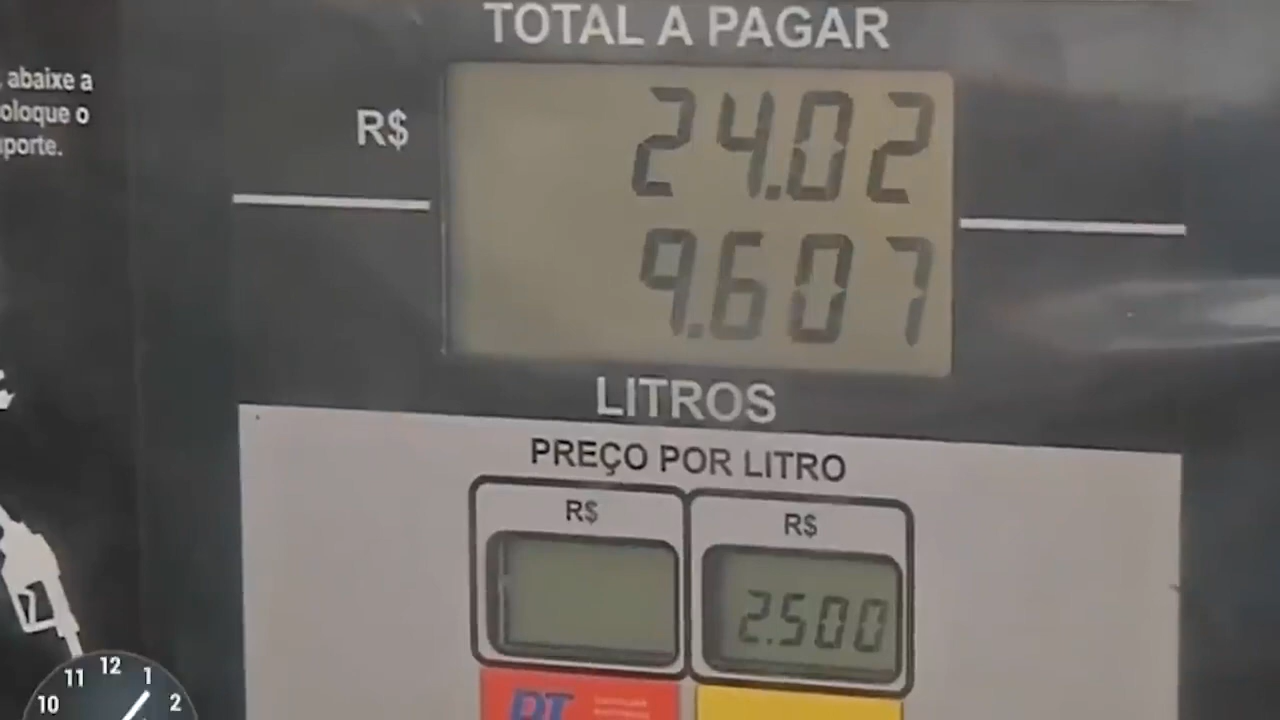 TOTAL A PAGAR
abaixe a
oloque o
porte.
R$
24.02
9.607
LITROS
PREÇO POR LITRO
R$
R$
2.500
12
11
1
10
2